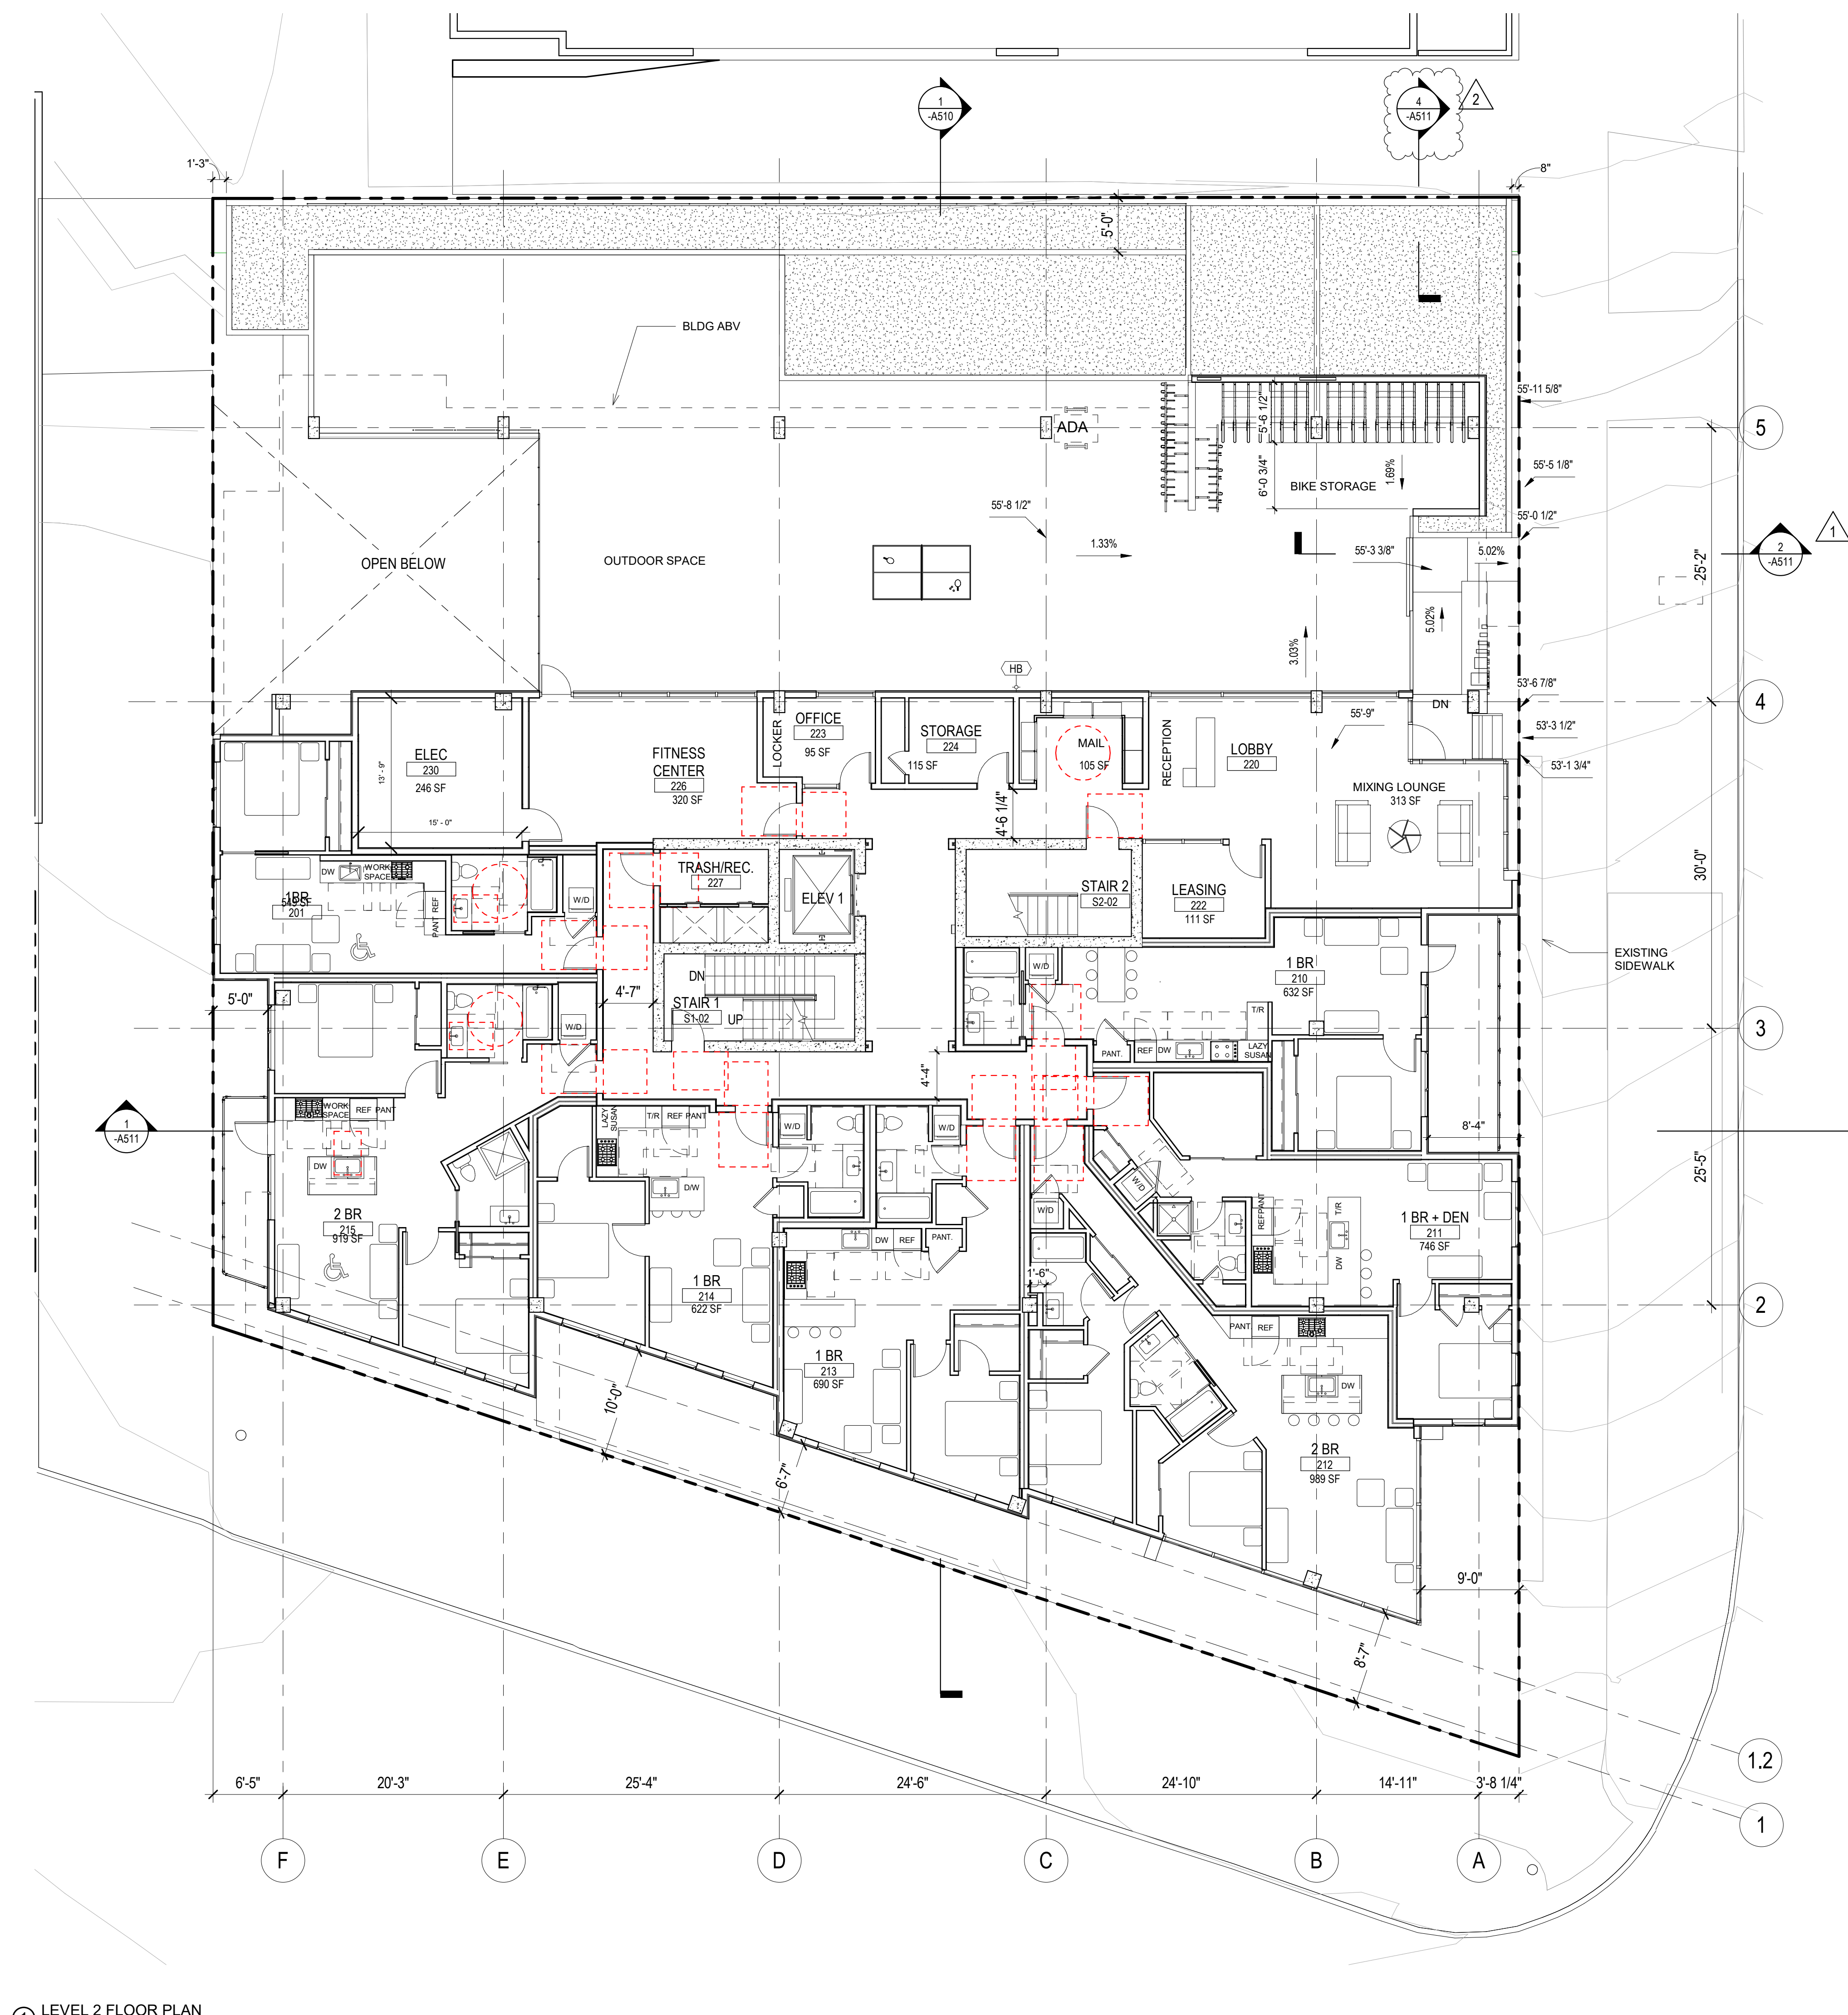 1
-A510
4
-A511
2
1'-3"
8"
5'-0"
BLDG ABV
55'-11 5/8"
5
ADA
5'-6 1/2"
6'-0 3/4"
BIKE STORAGE
1.69%
55'-5 1/8"
55'-8 1/2"
55'-0 1/2"
1
OPEN BELOW
OUTDOOR SPACE
1.33%
55'-3 3/8"
5.02%
2
-A511
25'-2"
5.02%
3.03%
HB
53'-6 7/8"
DN
4
ELEC
230
246 SF
13' - 9"
15' - 0"
FITNESS
CENTER
226
320 SF
LOCKER
OFFICE
223
95 SF
STORAGE
224
115 SF
MAIL
105 SF
RECEPTION
LOBBY
220
55'-9"
53'-3 1/2"
53'-1 3/4"
MIXING LOUNGE
313 SF
4'-6 1/4"
30'-0"
DW
WORK
SPACE
1BR
549 SF
201
PANT REF
W/D
TRASH/REC.
227
ELEV 1
STAIR 2
S2-02
LEASING
222
111 SF
EXISTING
SIDEWALK
5'-0"
4'-7"
DN
STAIR 1
S1-02
UP
W/D
W/D
1 BR
210
632 SF
T/R
PANT.
REF
DW
LAZY
SUSAN
3
4'-4"
1
-A511
WORK
SPACE
REF
PANT
DW
LAZY
SUSAN
T/R
REF PANT
W/D
W/D
8'-4"
25'-5"
2 BR
215
919 SF
D/W
1 BR
214
622 SF
DW
REF
PANT.
W/D
W/D
REFPANT
T/R
DW
1 BR + DEN
211
746 SF
1'-6"
2
PANT.
REF
DW
1 BR
213
690 SF
10'-0"
6'-7"
2 BR
212
989 SF
9'-0"
8'-7"
1.2
1
6'-5"
20'-3"
25'-4"
24'-6"
24'-10"
14'-11"
3'-8 1/4"
F
E
D
C
B
A
LEVEL 2 FLOOR PLAN